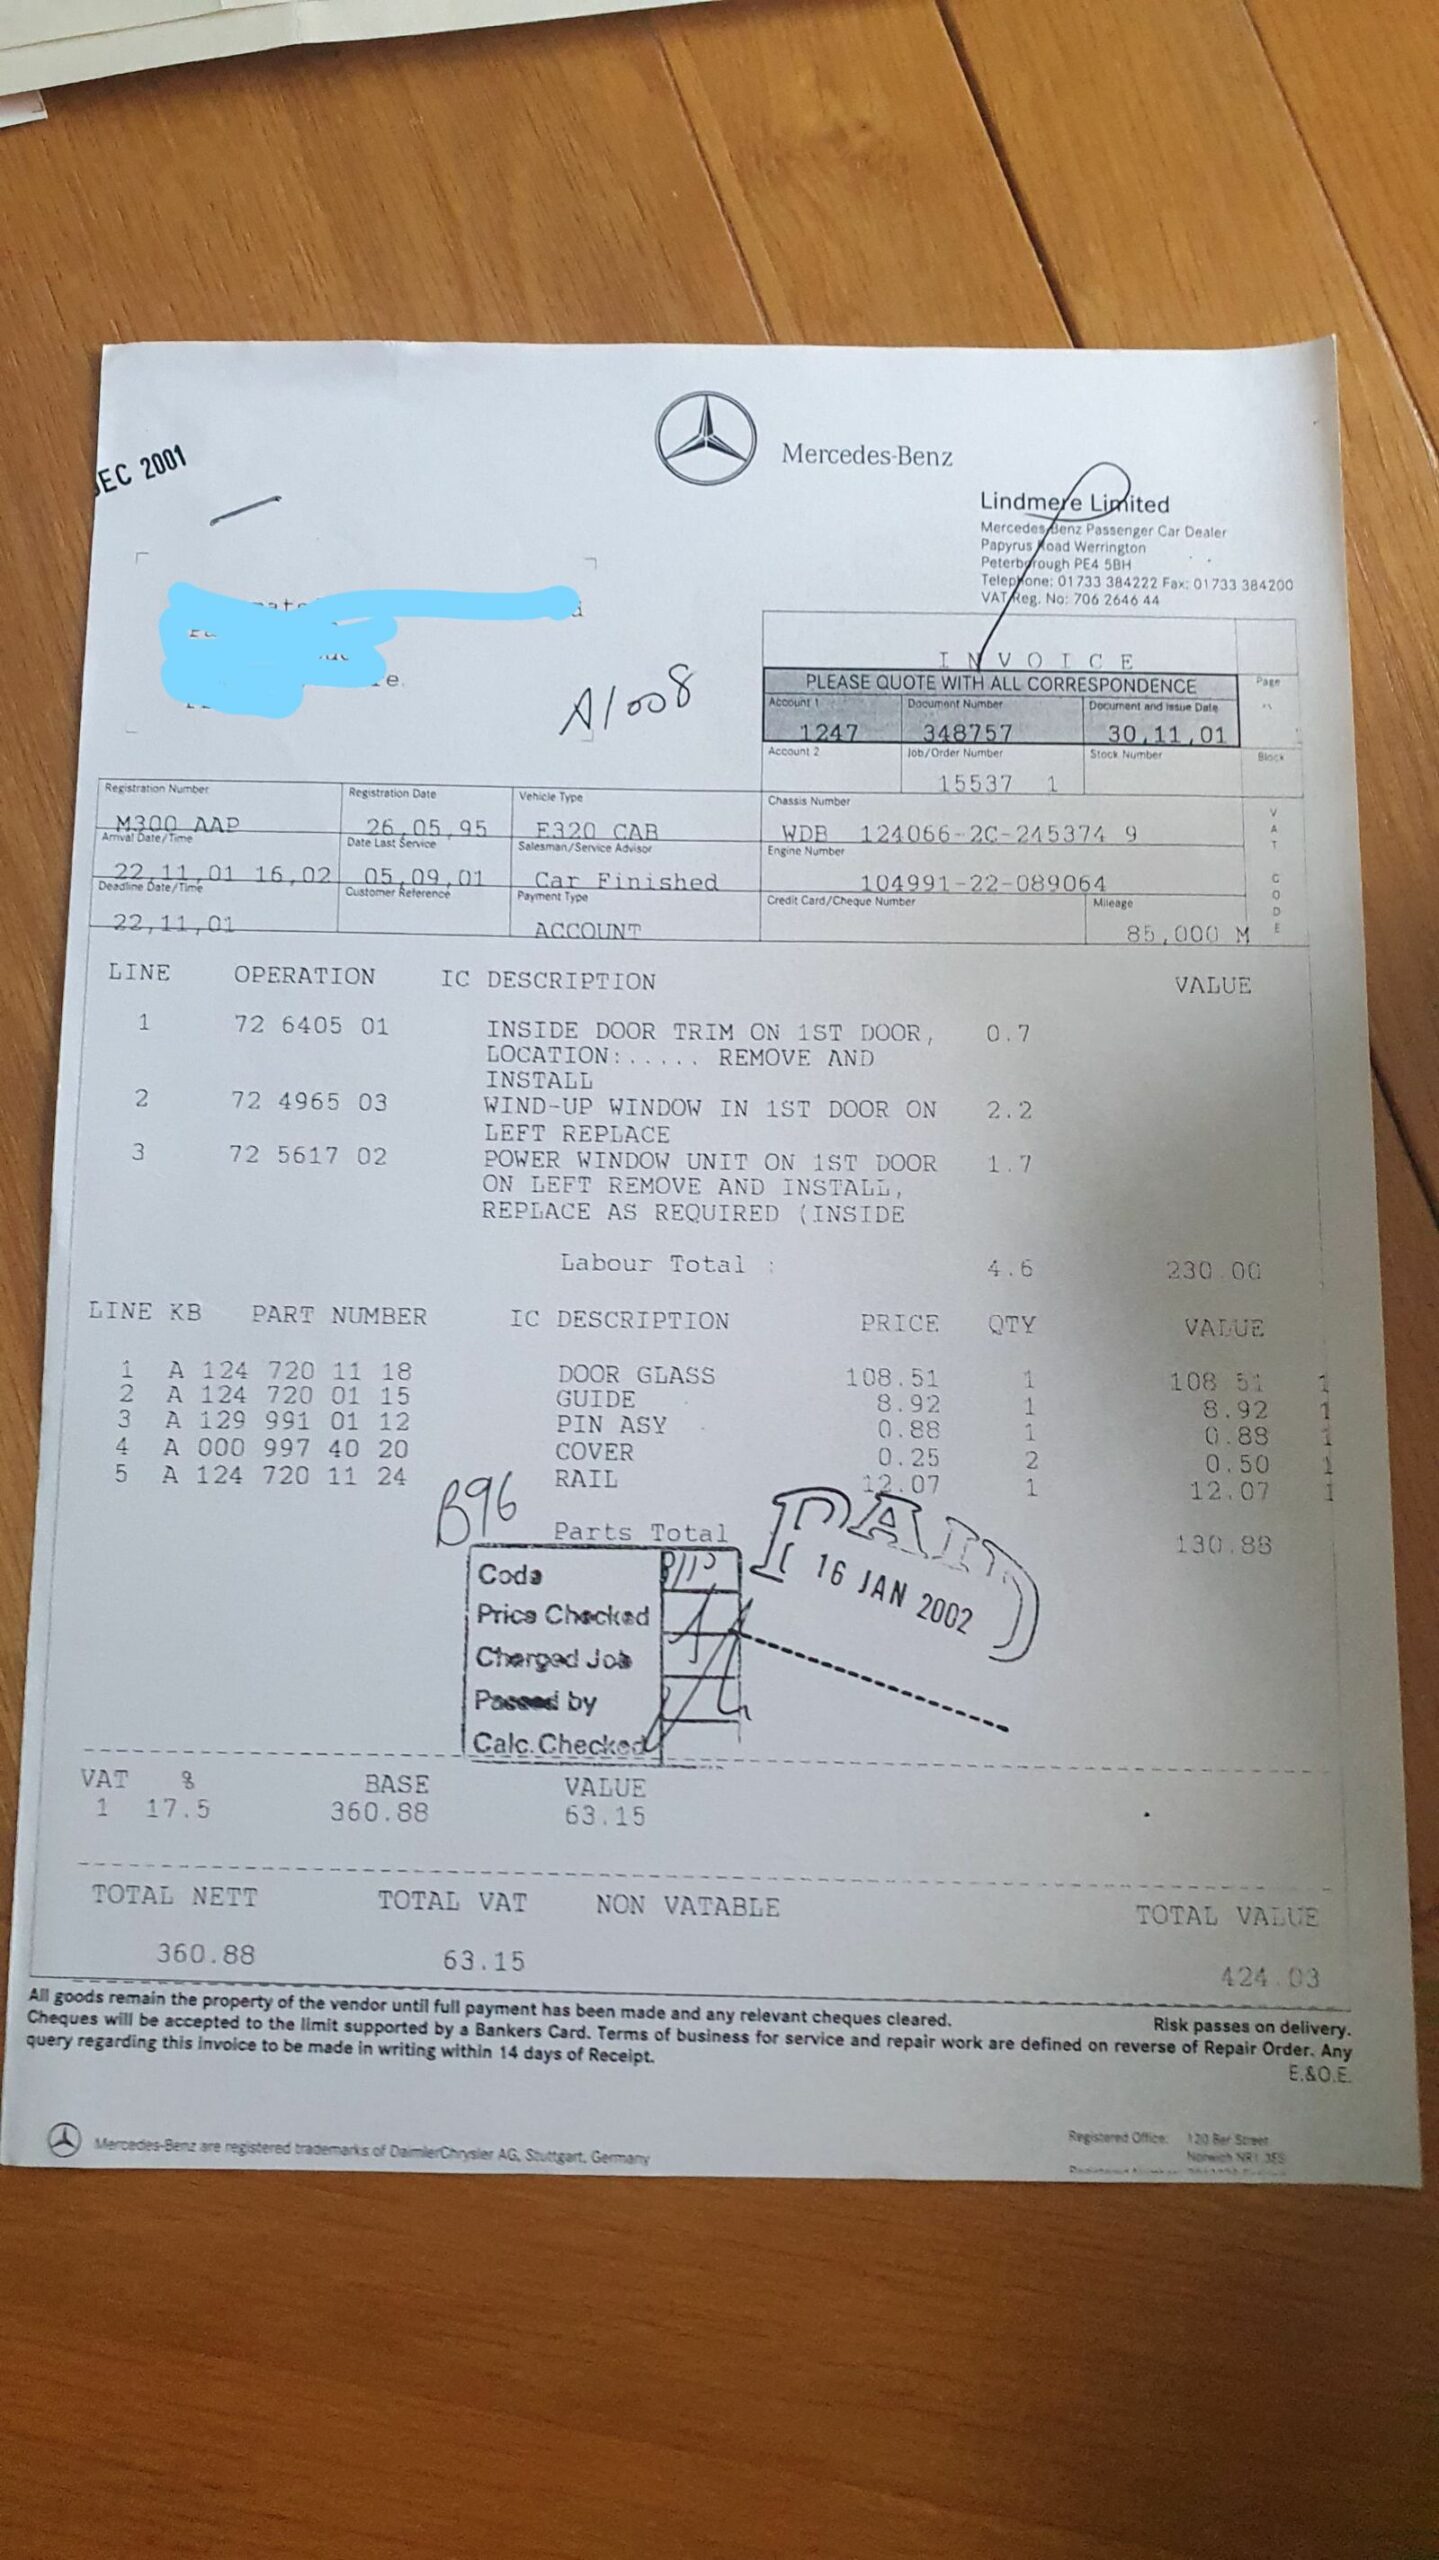 EC 2001
Mercedes-Benz
Lindmere Limited
Mercedes-Benz Passenger Car Dealer
Papyrus Road Werrington
Peterborough PE4 5BH
Telephone: 01733 384222 Fax: 01733 384200
VAT Reg. No: 706 2646 44
A1008
INVOICE
PLEASE QUOTE WITH ALL CORRESPONDENCE Page
Account 1 Document Number Document and Issue Date
1247 348757 30,11,01
Account 2 Job/Order Number Stock Number Block
15537 1
Registration Number Registration Date Vehicle Type Chassis Number
M300 AAP 26,05,95 E320 CAB WDB 124066-2C-245374 9
Arrival Date/Time Date Last Service Salesman/Service Advisor Engine Number
22,11,01 16,02 05,09,01 Car Finished 104991-22-089064
Deadline Date/Time Customer Reference Payment Type Credit Card/Cheque Number Mileage
22,11,01 ACCOUNT 85,000 M
VAT CODE
LINE OPERATION IC DESCRIPTION VALUE
1 72 6405 01 INSIDE DOOR TRIM ON 1ST DOOR, 0.7
LOCATION:..... REMOVE AND
INSTALL
2 72 4965 03 WIND-UP WINDOW IN 1ST DOOR ON 2.2
LEFT REPLACE
3 72 5617 02 POWER WINDOW UNIT ON 1ST DOOR 1.7
ON LEFT REMOVE AND INSTALL,
REPLACE AS REQUIRED (INSIDE
Labour Total : 4.6 230.00
LINE KB PART NUMBER IC DESCRIPTION PRICE QTY VALUE
1 A 124 720 11 18 DOOR GLASS 108.51 1 108 51 1
2 A 124 720 01 15 GUIDE 8.92 1 8.92 1
3 A 129 991 01 12 PIN ASY 0.88 1 0.88 1
4 A 000 997 40 20 COVER 0.25 2 0.50 1
5 A 124 720 11 24 RAIL 12.07 1 12.07 1
B96
Parts Total 130.88
PAID
16 JAN 2002
Code
Price Checked
Charged Job
Passed by
Calc. Checked
VAT % BASE VALUE
1 17.5 360.88 63.15
TOTAL NETT TOTAL VAT NON VATABLE TOTAL VALUE
360.88 63.15 424.03
All goods remain the property of the vendor until full payment has been made and any relevant cheques cleared. Risk passes on delivery.
Cheques will be accepted to the limit supported by a Bankers Card. Terms of business for service and repair work are defined on reverse of Repair Order. Any
query regarding this invoice to be made in writing within 14 days of Receipt.
E.&O.E.
Mercedes-Benz are registered trademarks of DaimlerChrysler AG, Stuttgart, Germany
Registered Office: 120 Ber Street
Norwich NR1 3ES